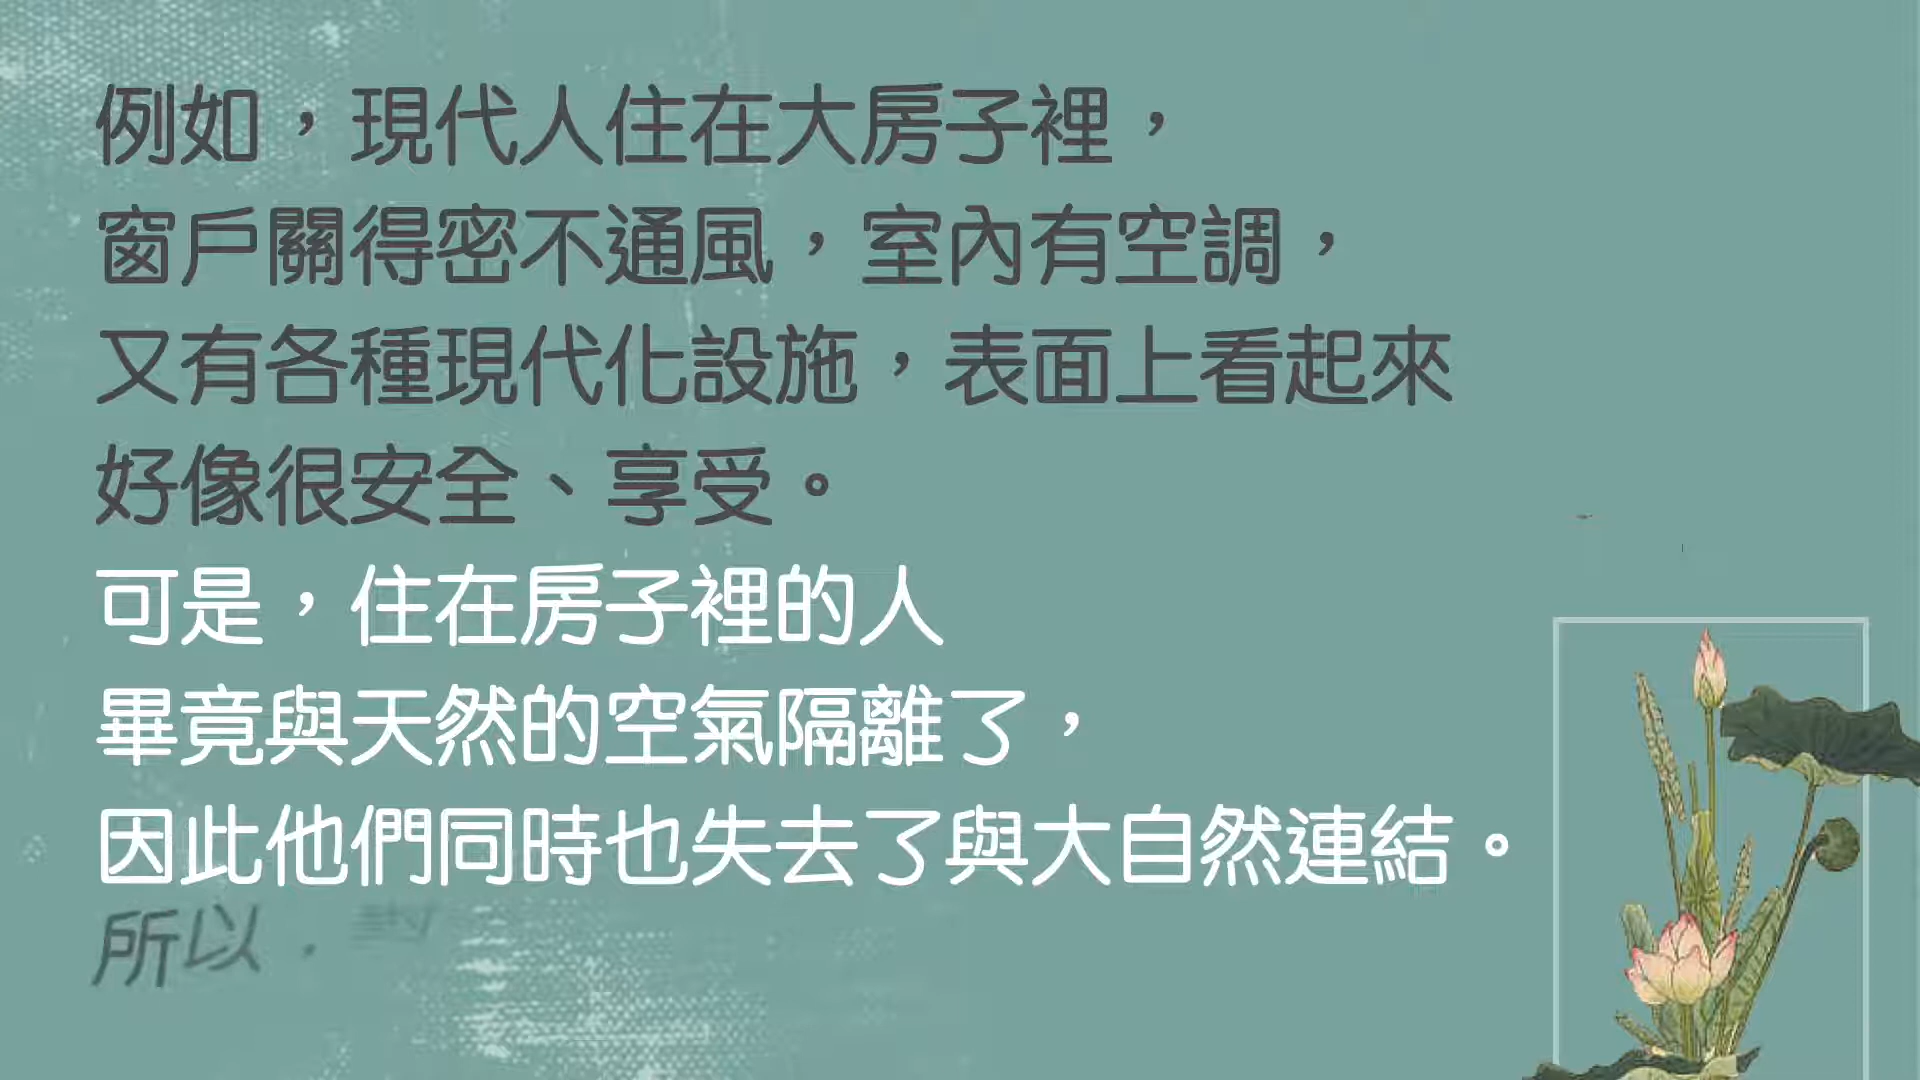 例如，現代人住在大房子裡，
窗戶關得密不通風，室內有空調，
又有各種現代化設施，表面上看起來
好像很安全、享受。
可是，住在房子裡的人
畢竟與天然的空氣隔離了，
因此他們同時也失去了與大自然連結。
所以，